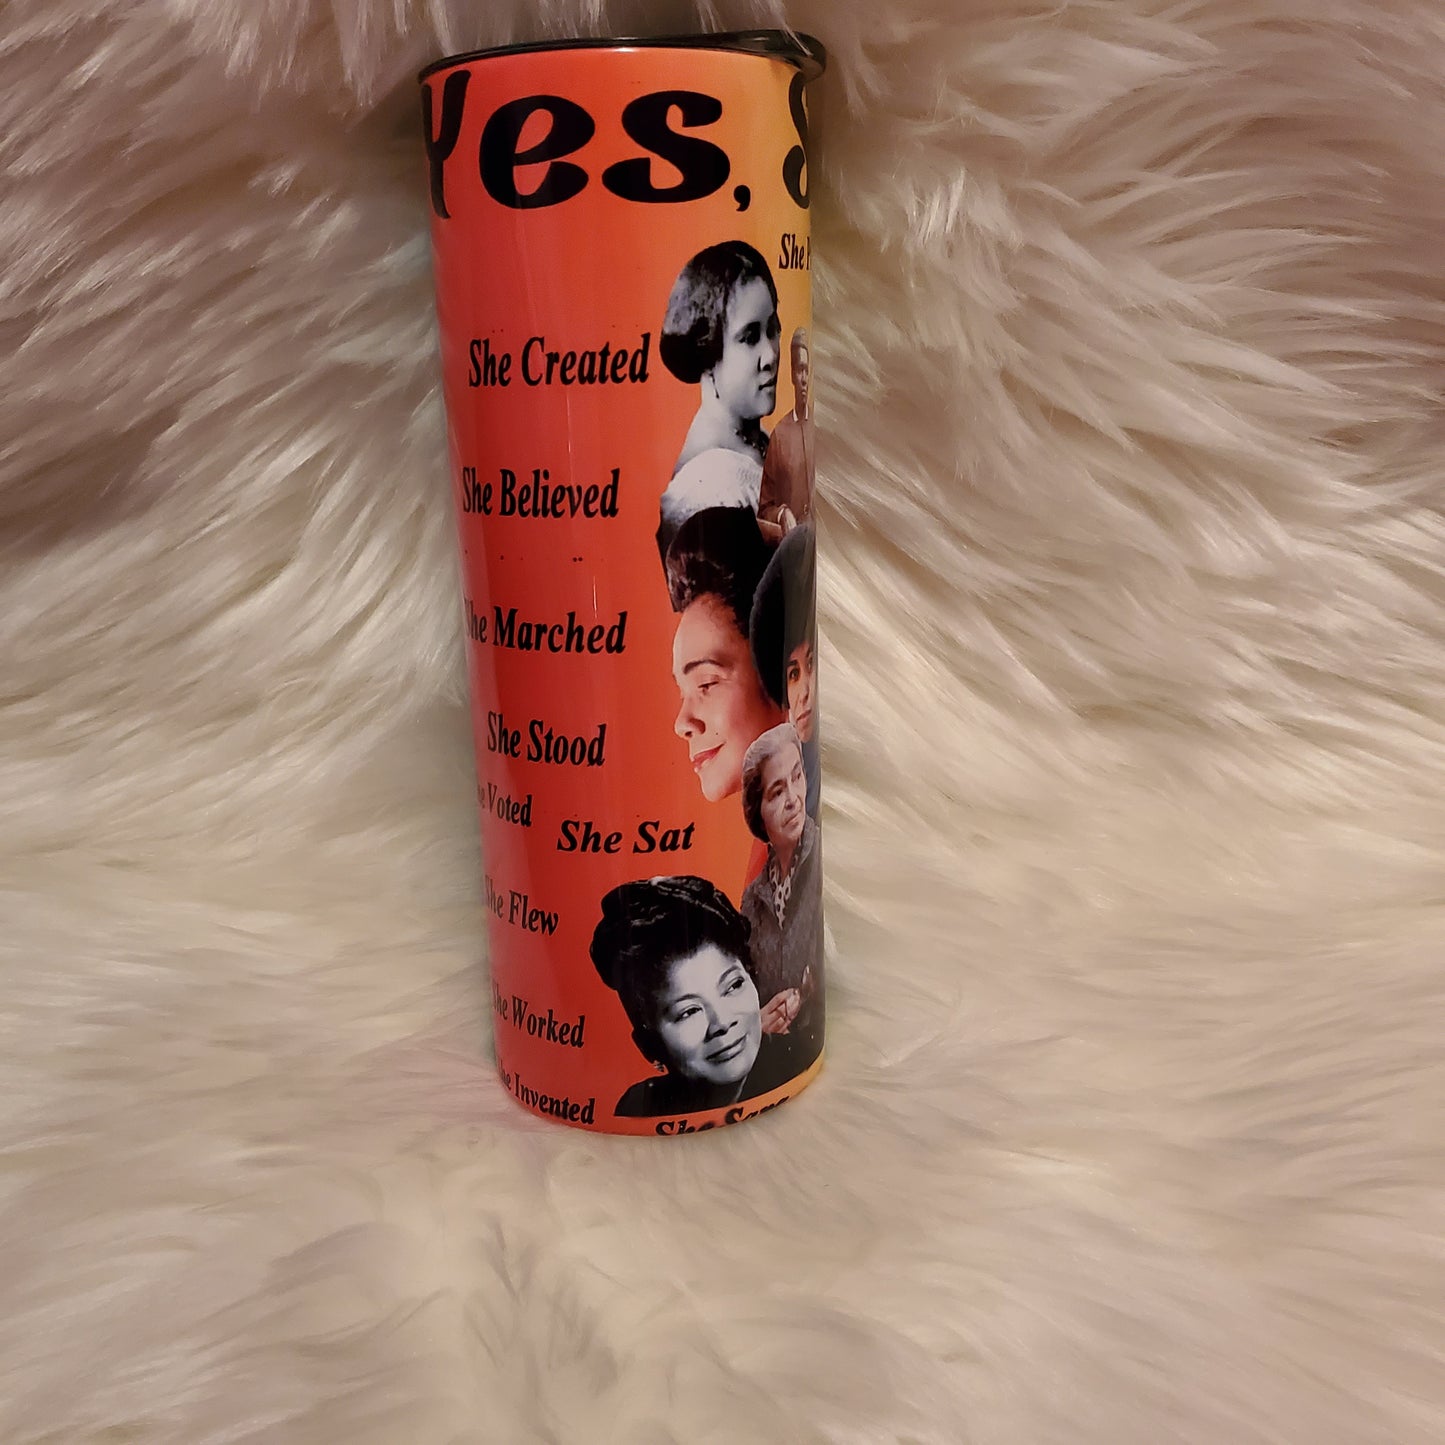 Yes, S
She
She Created
She Believed
She Marched
She Stood
Voted
She Sat
She Flew
She Worked
Invented
She Sang